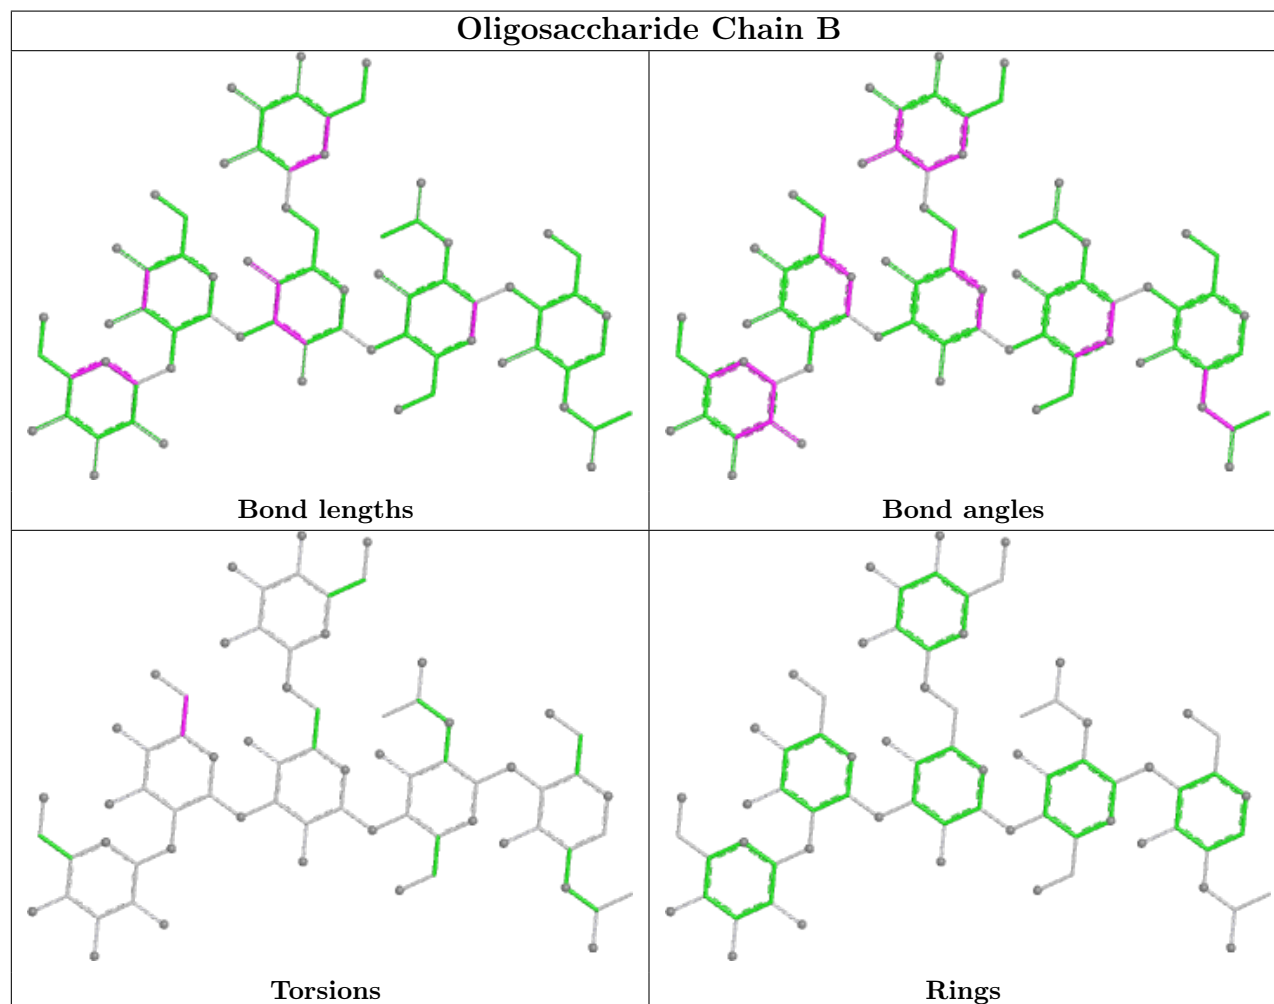 Oligosaccharide Chain B
Bond lengths
Bond angles
Torsions
Rings